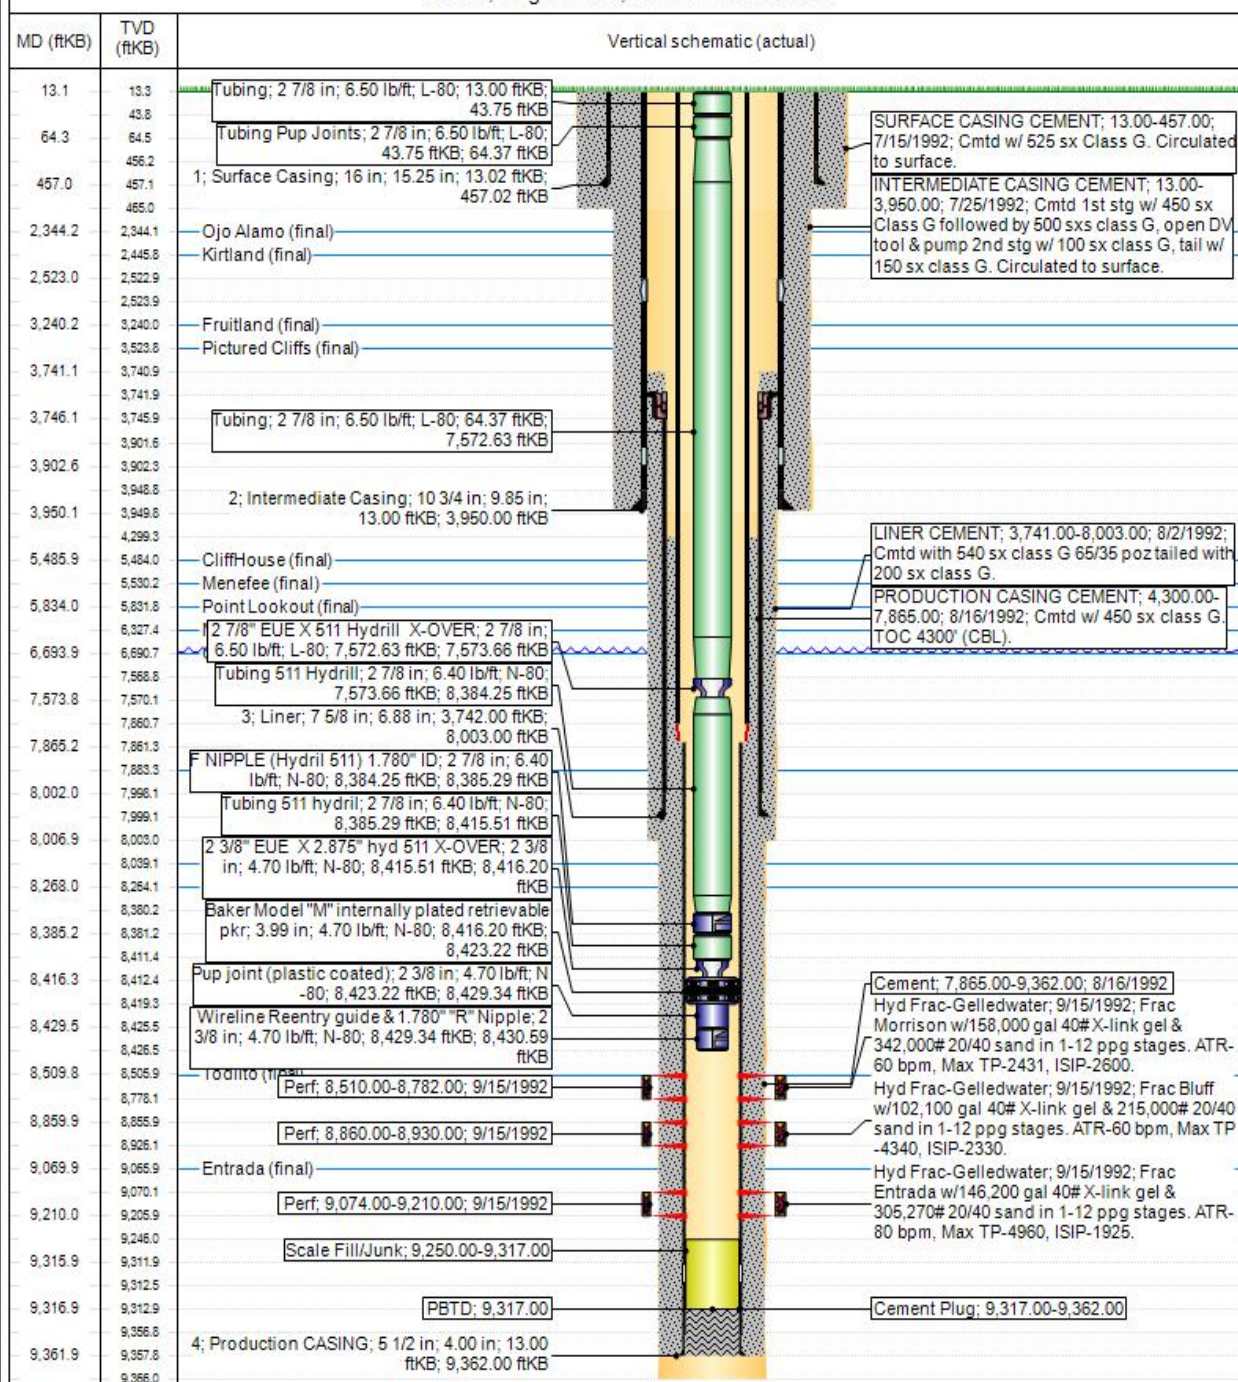 MD (ftKB)
TVD
(ftKB)
Vertical schematic (actual)
13.1
64.3
457.0
2,344.2
2,523.0
3,240.2
3,741.1
3,746.1
3,902.6
3,950.1
5,485.9
5,834.0
6,693.9
7,573.8
7,865.2
8,002.0
8,006.9
8,268.0
8,385.2
8,416.3
8,429.5
8,509.8
8,859.9
9,069.9
9,210.0
9,315.9
9,316.9
9,361.9
13.3
43.8
64.5
456.2
457.1
465.0
2,344.1
2,445.8
2,522.9
2,523.9
3,240.0
3,523.8
3,740.9
3,741.9
3,745.9
3,901.6
3,902.3
3,948.8
3,949.8
4,299.3
5,484.0
5,530.2
5,831.8
6,327.4
6,690.7
7,568.8
7,570.1
7,860.7
7,861.3
7,883.3
7,998.1
7,999.1
8,003.0
8,039.1
8,264.1
8,380.2
8,381.2
8,411.4
8,412.4
8,419.3
8,425.5
8,426.5
8,505.9
8,778.1
8,855.9
8,926.1
9,065.9
9,070.1
9,205.9
9,246.0
9,311.9
9,312.5
9,312.9
9,356.8
9,357.8
9,366.0
Tubing; 2 7/8 in; 6.50 lb/ft; L-80; 13.00 ftKB;
43.75 ftKB
Tubing Pup Joints; 2 7/8 in; 6.50 lb/ft; L-80;
43.75 ftKB; 64.37 ftKB
1; Surface Casing; 16 in; 15.25 in; 13.02 ftKB;
457.02 ftKB
Ojo Alamo (final)
Kirtland (final)
Fruitland (final)
Pictured Cliffs (final)
Tubing; 2 7/8 in; 6.50 lb/ft; L-80; 64.37 ftKB;
7,572.63 ftKB
2; Intermediate Casing; 10 3/4 in; 9.85 in;
13.00 ftKB; 3,950.00 ftKB
CliffHouse (final)
Menefee (final)
Point Lookout (final)
2 7/8" EUE X 511 Hydrill X-OVER; 2 7/8 in;
6.50 lb/ft; L-80; 7,572.63 ftKB; 7,573.66 ftKB
Tubing 511 Hydrill; 2 7/8 in; 6.40 lb/ft; N-80;
7,573.66 ftKB; 8,384.25 ftKB
3; Liner; 7 5/8 in; 6.88 in; 3,742.00 ftKB;
8,003.00 ftKB
F NIPPLE (Hydril 511) 1.780" ID; 2 7/8 in; 6.40
lb/ft; N-80; 8,384.25 ftKB; 8,385.29 ftKB
Tubing 511 hydril; 2 7/8 in; 6.40 lb/ft; N-80;
8,385.29 ftKB; 8,415.51 ftKB
2 3/8" EUE X 2.875" hyd 511 X-OVER; 2 3/8
in; 4.70 lb/ft; N-80; 8,415.51 ftKB; 8,416.20
ftKB
Baker Model "M" internally plated retrievable
pkr; 3.99 in; 4.70 lb/ft; N-80; 8,416.20 ftKB;
8,423.22 ftKB
Pup joint (plastic coated); 2 3/8 in; 4.70 lb/ft; N
-80; 8,423.22 ftKB; 8,429.34 ftKB
Wireline Reentry guide & 1.780" "R" Nipple; 2
3/8 in; 4.70 lb/ft; N-80; 8,429.34 ftKB; 8,430.59
ftKB
Todilto (final)
Perf; 8,510.00-8,782.00; 9/15/1992
Perf; 8,860.00-8,930.00; 9/15/1992
Entrada (final)
Perf; 9,074.00-9,210.00; 9/15/1992
Scale Fill/Junk; 9,250.00-9,317.00
PBTD; 9,317.00
4; Production CASING; 5 1/2 in; 4.00 in; 13.00
ftKB; 9,362.00 ftKB
SURFACE CASING CEMENT; 13.00-457.00;
7/15/1992; Cmtd w/ 525 sx Class G. Circulated
to surface.
INTERMEDIATE CASING CEMENT; 13.00-
3,950.00; 7/25/1992; Cmtd 1st stg w/ 450 sx
Class G followed by 500 sxs class G, open DV
tool & pump 2nd stg w/ 100 sx class G, tail w/
150 sx class G. Circulated to surface.
LINER CEMENT; 3,741.00-8,003.00; 8/2/1992;
Cmtd with 540 sx class G 65/35 poz tailed with
200 sx class G.
PRODUCTION CASING CEMENT; 4,300.00-
7,865.00; 8/16/1992; Cmtd w/ 450 sx class G.
TOC 4300' (CBL).
Cement; 7,865.00-9,362.00; 8/16/1992
Hyd Frac-Gelledwater; 9/15/1992; Frac
Morrison w/158,000 gal 40# X-link gel &
342,000# 20/40 sand in 1-12 ppg stages. ATR-
60 bpm, Max TP-2431, ISIP-2600.
Hyd Frac-Gelledwater; 9/15/1992; Frac Bluff
w/102,100 gal 40# X-link gel & 215,000# 20/40
sand in 1-12 ppg stages. ATR-60 bpm, Max TP
-4340, ISIP-2330.
Hyd Frac-Gelledwater; 9/15/1992; Frac
Entrada w/146,200 gal 40# X-link gel &
305,270# 20/40 sand in 1-12 ppg stages. ATR-
80 bpm, Max TP-4960, ISIP-1925.
Cement Plug; 9,317.00-9,362.00